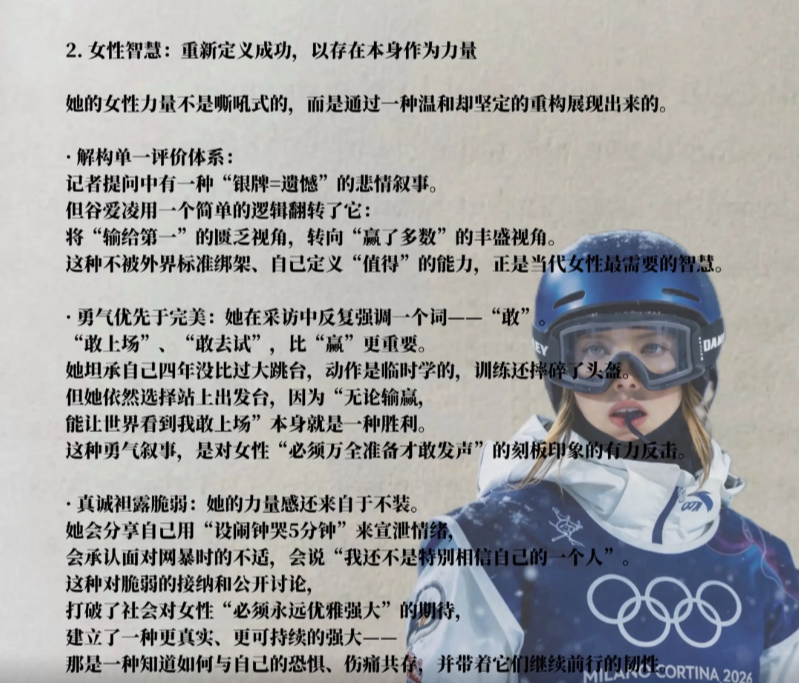 2. 女性智慧：重新定义成功，以存在本身作为力量
她的女性力量不是嘶吼式的，而是通过一种温和却坚定的重构展现出来的。
· 解构单一评价体系：
记者提问中有一种“银牌=遗憾”的悲情叙事。
但谷爱凌用一个简单的逻辑翻转了它：
将“输给第一”的匮乏视角，转向“赢了多数”的丰盛视角。
这种不被外界标准绑架、自己定义“值得”的能力，正是当代女性最需要的智慧。
· 勇气优先于完美：她在采访中反复强调一个词——“敢”。
“敢上场”、“敢去试”，比“赢”更重要。
她坦承自己四年没比过大跳台，动作是临时学的，训练还摔碎了头盔。
但她依然选择站上出发台，因为“无论输赢，
能让世界看到我敢上场”本身就是一种胜利。
这种勇气叙事，是对女性“必须万全准备才敢发声”的刻板印象的有力反击。
· 真诚袒露脆弱：她的力量感还来自于不装。
她会分享自己用“设闹钟哭5分钟”来宣泄情绪，
会承认面对网暴时的不适，会说“我还不是特别相信自己的一个人”。
这种对脆弱的接纳和公开讨论，
打破了社会对女性“必须永远优雅强大”的期待，
建立了一种更真实、更可持续的强大——
那是一种知道如何与自己的恐惧、伤痛共存，并带着它们继续前行的韧性
EY
DAK
MILANO CORTINA 2026